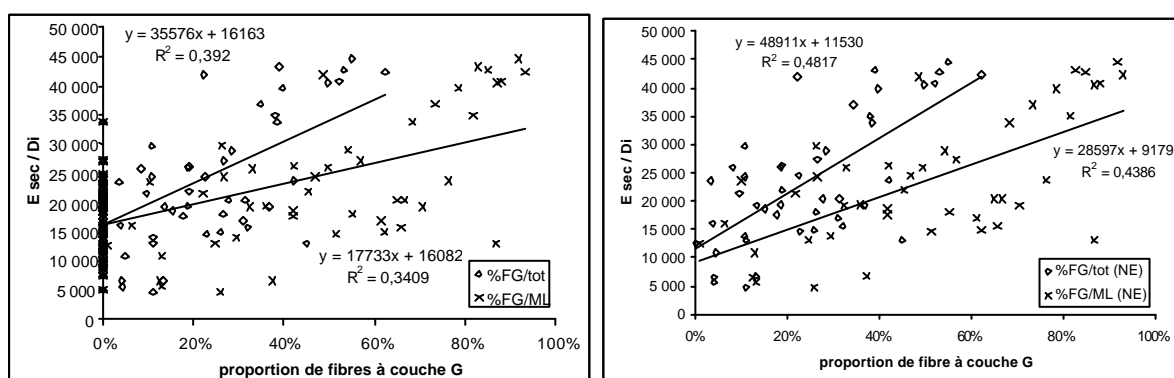 50 000
45 000
40 000
35 000
30 000
25 000
20 000
15 000
10 000
5 000
0
E sec / Di
y = 35576x + 16163
R² = 0,392
y = 17733x + 16082
R² = 0,3409
%FG/tot
%FG/ML
0% 20% 40% 60% 80% 100%
proportion de fibres à couche G
50 000
45 000
40 000
35 000
30 000
25 000
20 000
15 000
10 000
5 000
0
E sec / Di
y = 48911x + 11530
R² = 0,4817
y = 28597x + 9179
R² = 0,4386
%FG/tot (NE)
%FG/ML (NE)
0% 20% 40% 60% 80% 100%
proportion de fibre à couche G